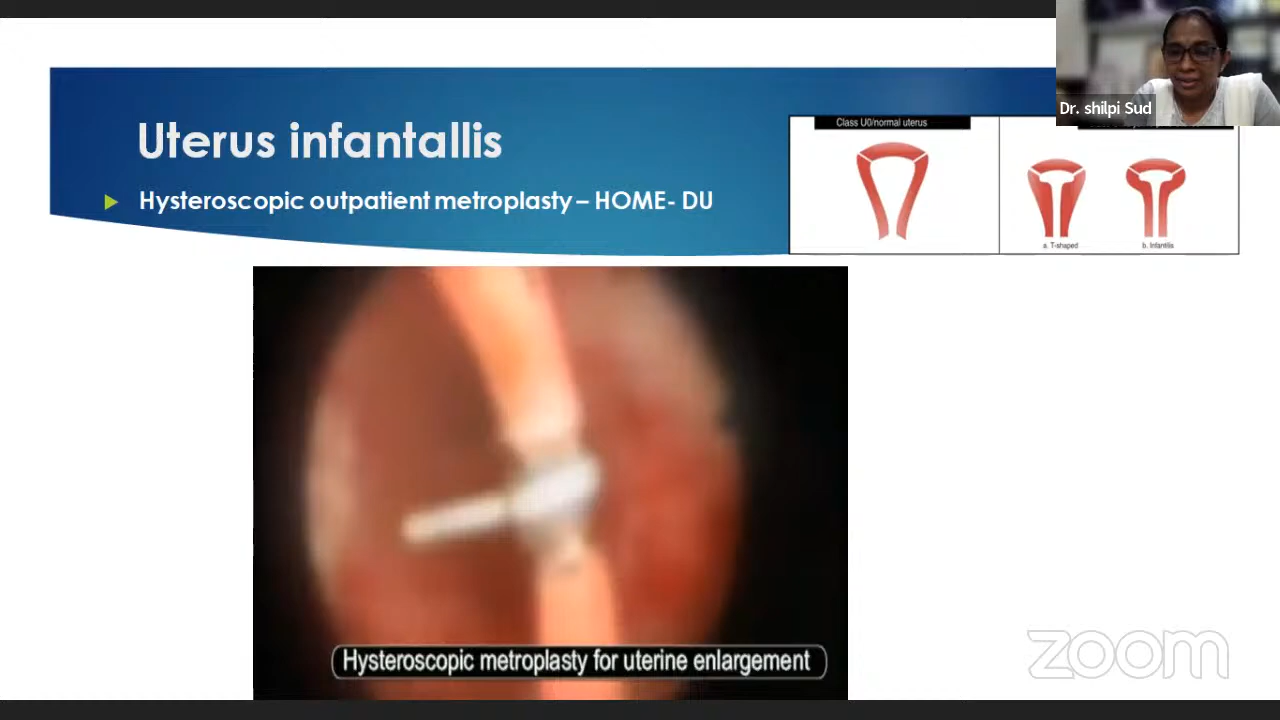 Uterus infantallis
Hysteroscopic outpatient metroplasty – HOME- DU
Class U0/normal uterus
a. T-shaped
b. Infantilis
Dr. shilpi Sud
Hysteroscopic metroplasty for uterine enlargement
zoom